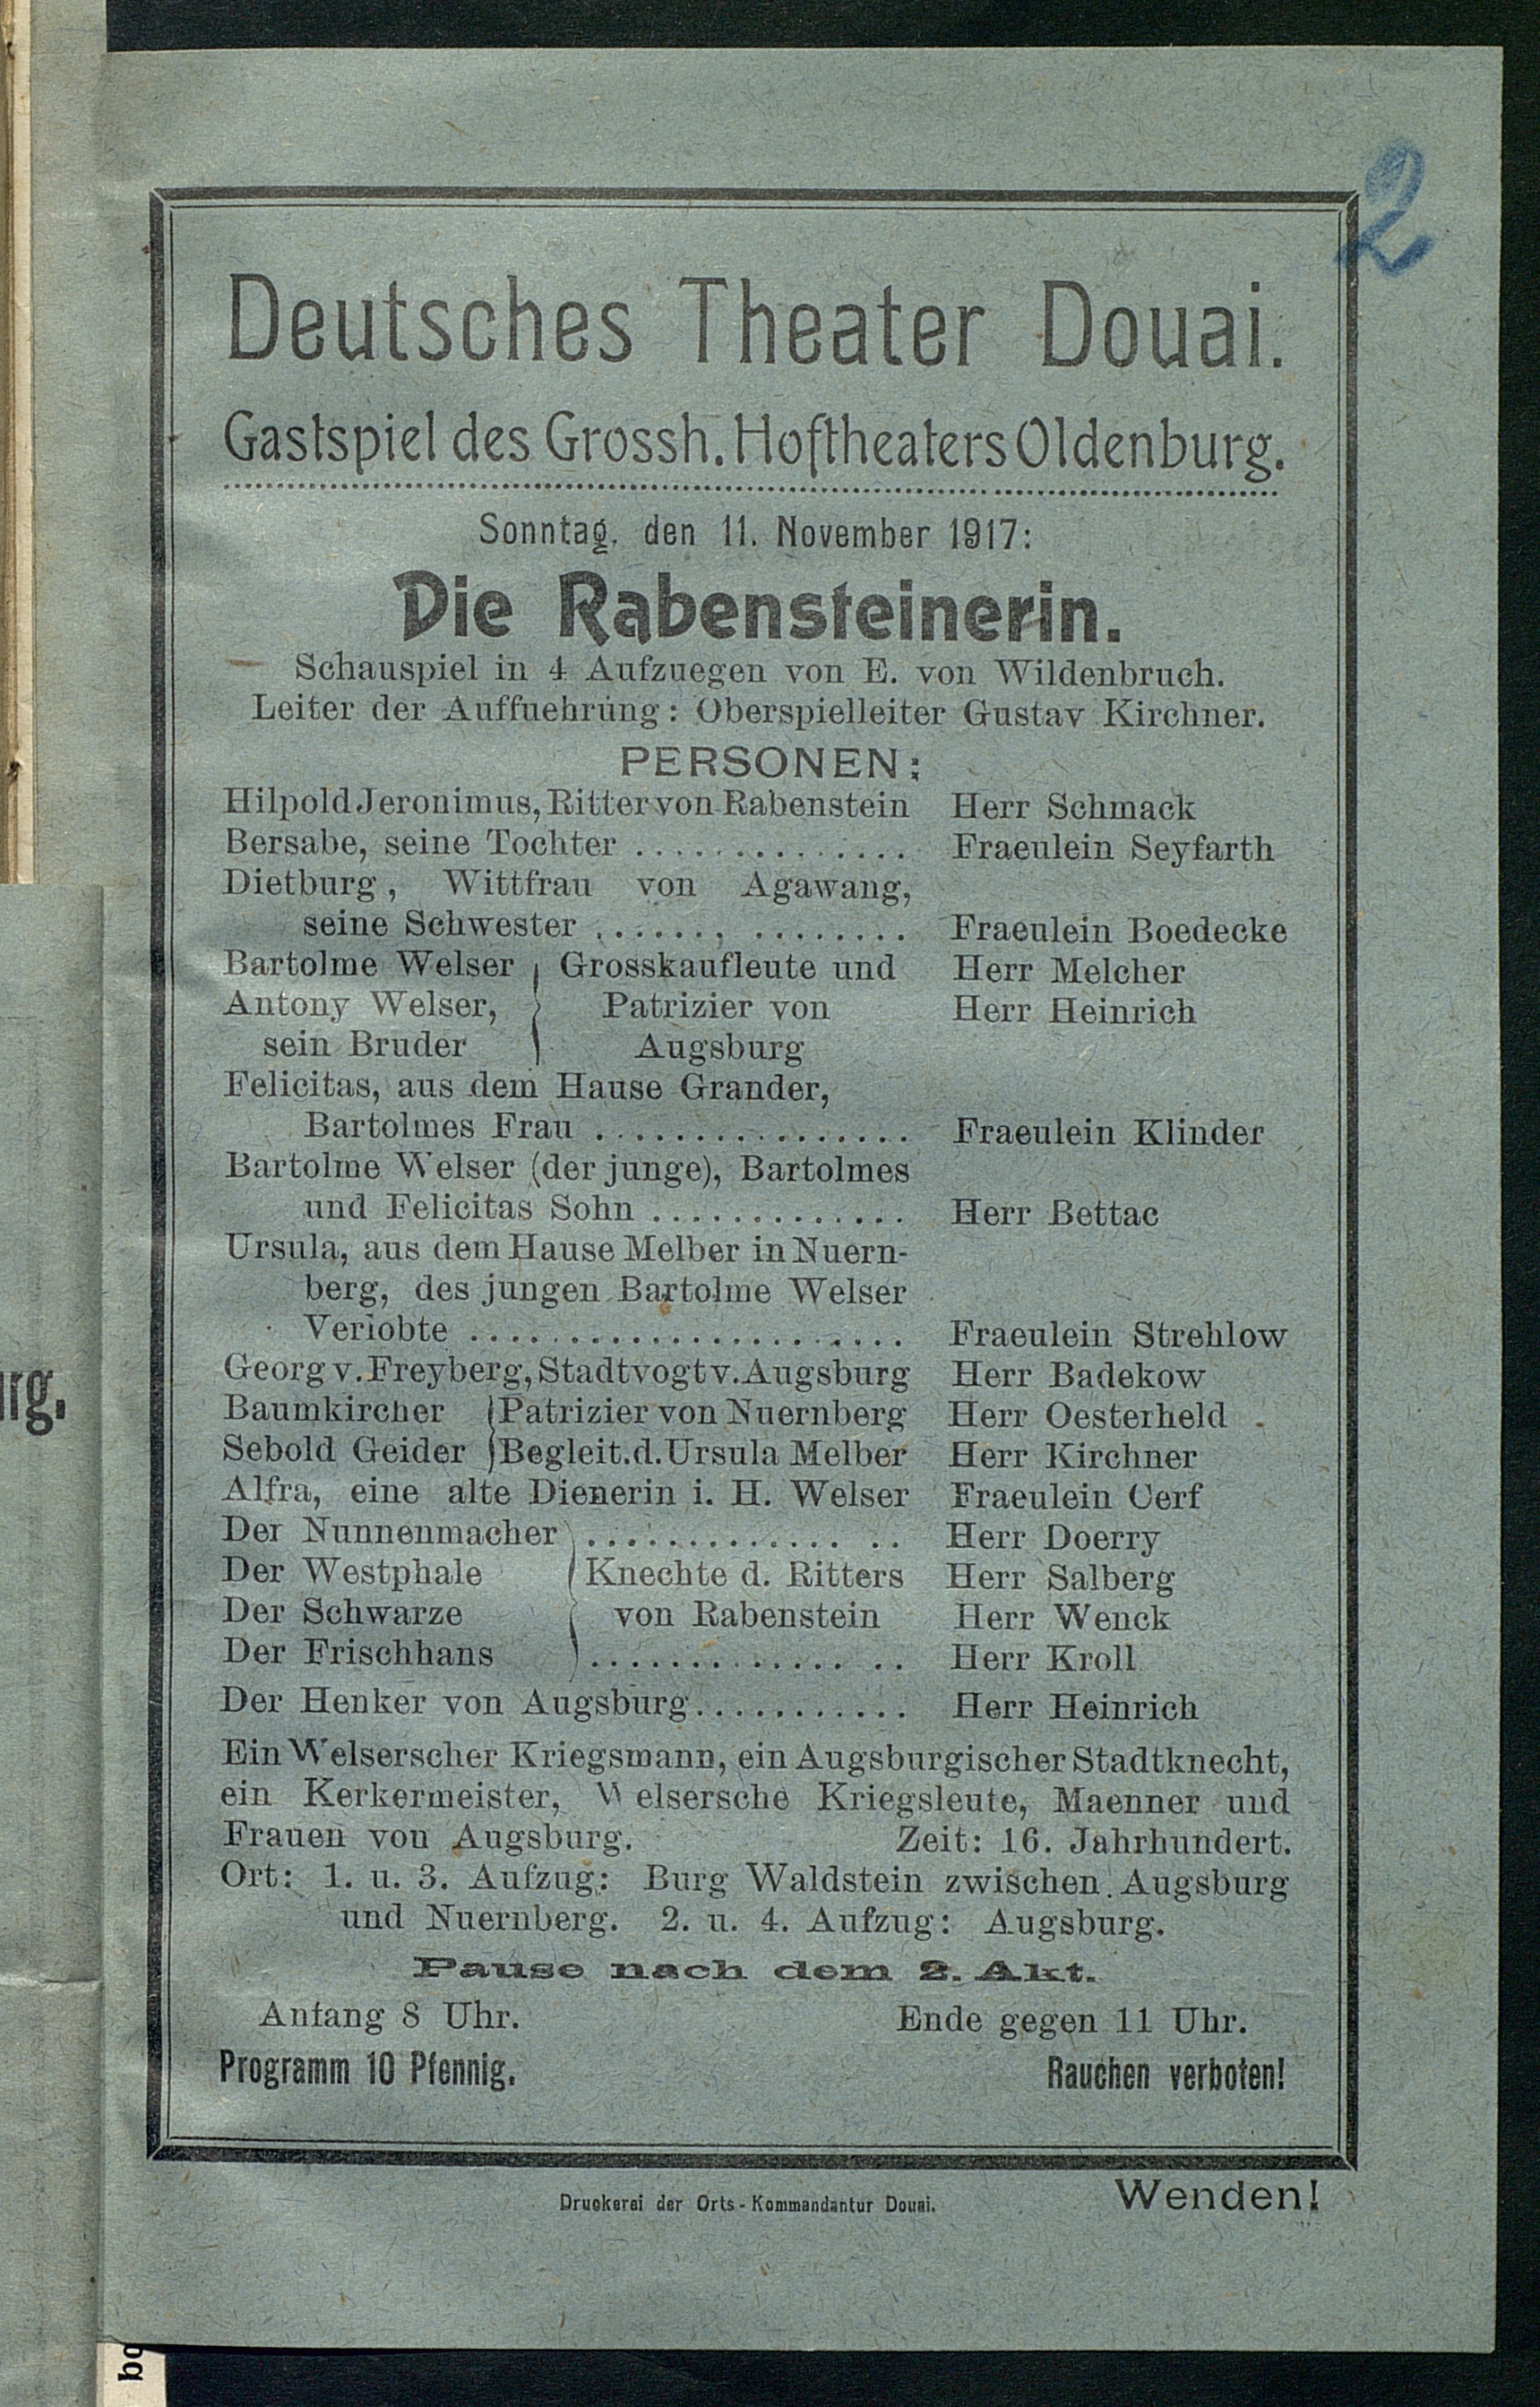 2
Deutsches Theater Douai.
Gastspiel des Grossh. Hoftheaters Oldenburg.
Sonntag, den 11. November 1917:
Die Rabensteinerin.
Schauspiel in 4 Aufzuegen von E. von Wildenbruch.
Leiter der Auffuehrung: Oberspielleiter Gustav Kirchner.
PERSONEN:
Hilpold Jeronimus, Ritter von Rabenstein Herr Schmack
Bersabe, seine Tochter .............. Fraeulein Seyfarth
Dietburg, Wittfrau von Agawang,
seine Schwester ................ Fraeulein Boedecke
Bartolme Welser } Grosskaufleute und Herr Melcher
Antony Welser, } Patrizier von Herr Heinrich
sein Bruder } Augsburg
Felicitas, aus dem Hause Grander,
Bartolmes Frau ................ Fraeulein Klinder
Bartolme Welser (der junge), Bartolmes
und Felicitas Sohn ............. Herr Bettac
Ursula, aus dem Hause Melber in Nuern-
berg, des jungen Bartolme Welser
Verlobte ...................... Fraeulein Strehlow
Georg v. Freyberg, Stadtvogt v. Augsburg Herr Badekow
Baumkircher } Patrizier von Nuernberg Herr Oesterheld
Sebold Geider } Begleit. d. Ursula Melber Herr Kirchner
Alfra, eine alte Dienerin i. H. Welser Fraeulein Cerf
Der Nunnenmacher } ............. .. Herr Doerry
Der Westphale } Knechte d. Ritters Herr Salberg
Der Schwarze } von Rabenstein Herr Wenck
Der Frischhans } ............. .. Herr Kroll
Der Henker von Augsburg........... Herr Heinrich
Ein Welserscher Kriegsmann, ein Augsburgischer Stadtknecht,
ein Kerkermeister, Welsersche Kriegsleute, Maenner und
Frauen von Augsburg. Zeit: 16. Jahrhundert.
Ort: 1. u. 3. Aufzug: Burg Waldstein zwischen Augsburg
und Nuernberg. 2. u. 4. Aufzug: Augsburg.
Pause nach dem 2. Akt.
Anfang 8 Uhr. Ende gegen 11 Uhr.
Programm 10 Pfennig. Rauchen verboten!
Druckerei der Orts-Kommandantur Douai. Wenden!
rg.